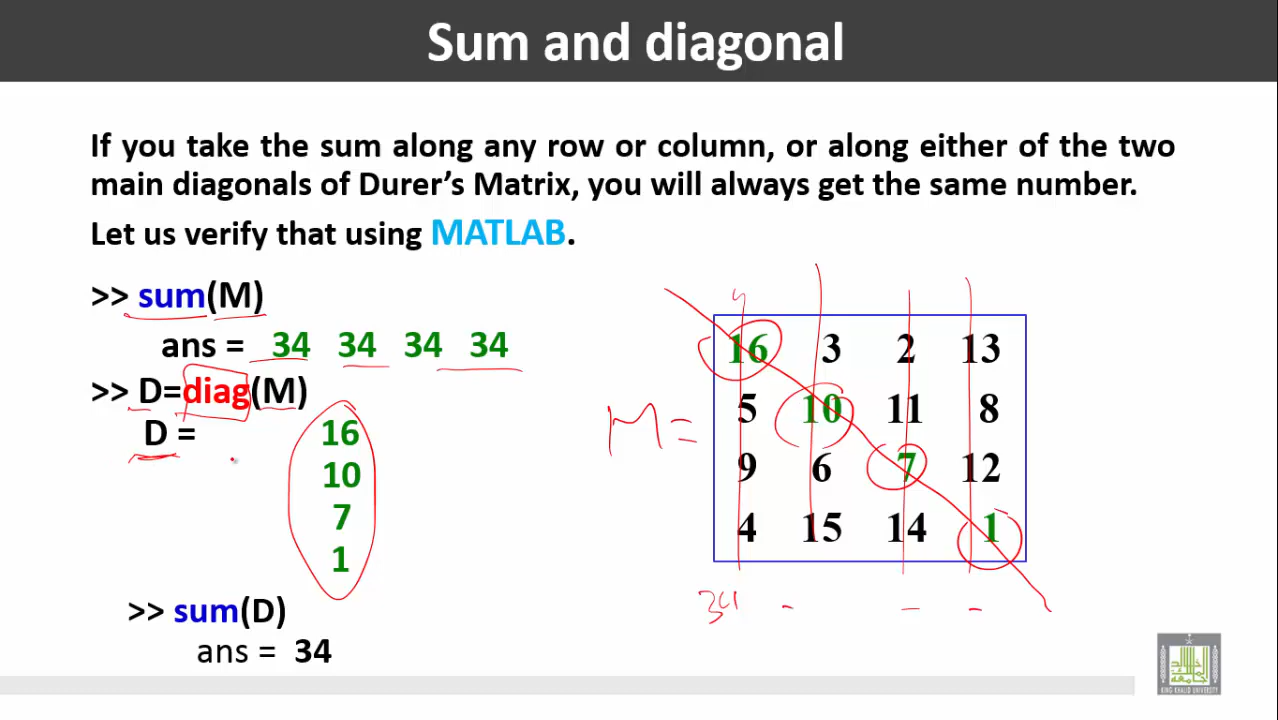 Sum and diagonal
If you take the sum along any row or column, or along either of the two
main diagonals of Durer’s Matrix, you will always get the same number.
Let us verify that using MATLAB.
>> sum(M)
ans = 34 34 34 34
>> D=diag(M)
D =
16
10
7
1
>> sum(D)
ans = 34
M =
16 3 2 13
5 10 11 8
9 6 7 12
4 15 14 1
34 - - -
KING KHALID UNIVERSITY